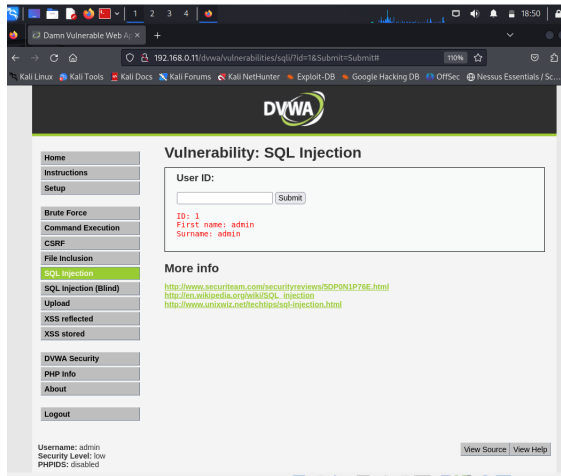 1 2 3 4 18:50
Damn Vulnerable Web Ap
192.168.0.11/dvwa/vulnerabilities/sqli/?id=1&Submit=Submit# 110%
Kali Linux Kali Tools Kali Docs Kali Forums Kali NetHunter Exploit-DB Google Hacking DB OffSec Nessus Essentials / Sc...
DVWA
Home
Instructions
Setup
Brute Force
Command Execution
CSRF
File Inclusion
SQL Injection
SQL Injection (Blind)
Upload
XSS reflected
XSS stored
DVWA Security
PHP Info
About
Logout
Vulnerability: SQL Injection
User ID:
Submit
ID: 1
First name: admin
Surname: admin
More info
http://www.securiteam.com/securityreviews/5DP0N1P76E.html
http://en.wikipedia.org/wiki/SQL_injection
http://www.unixwiz.net/techtips/sql-injection.html
Username: admin
Security Level: low
PHPIDS: disabled
View Source View Help